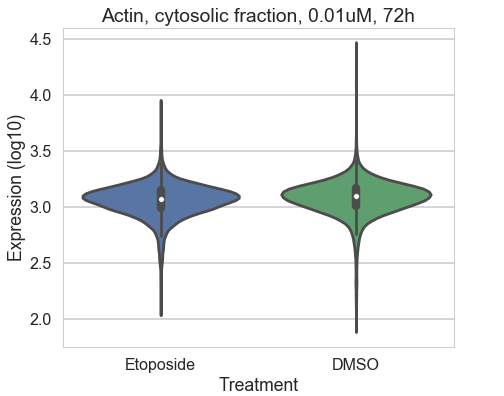 Actin, cytosolic fraction, 0.01uM, 72h
Expression (log10)
4.5
4.0
3.5
3.0
2.5
2.0
Etoposide DMSO
Treatment